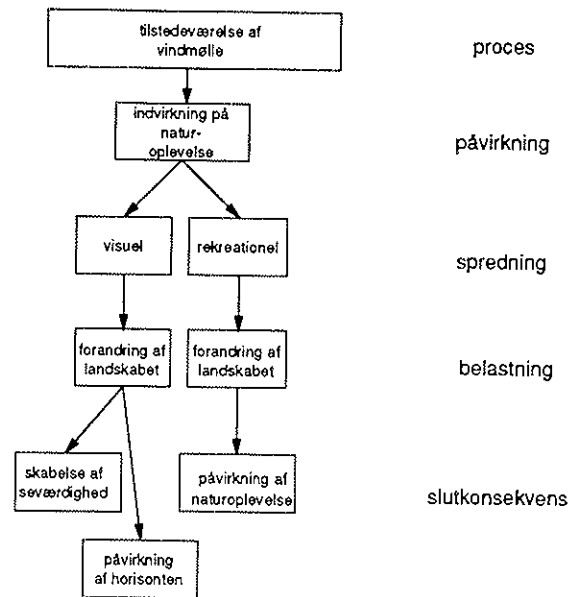 tilstedeværelse af
vindmølle
proces
indvirkning på
natur-
oplevelse
påvirkning
visuel
rekreationel
spredning
forandring af
landskabet
forandring af
landskabet
belastning
skabelse af
seværdighed
påvirkning af
naturoplevelse
slutkonsekvens
påvirkning
af horisonten